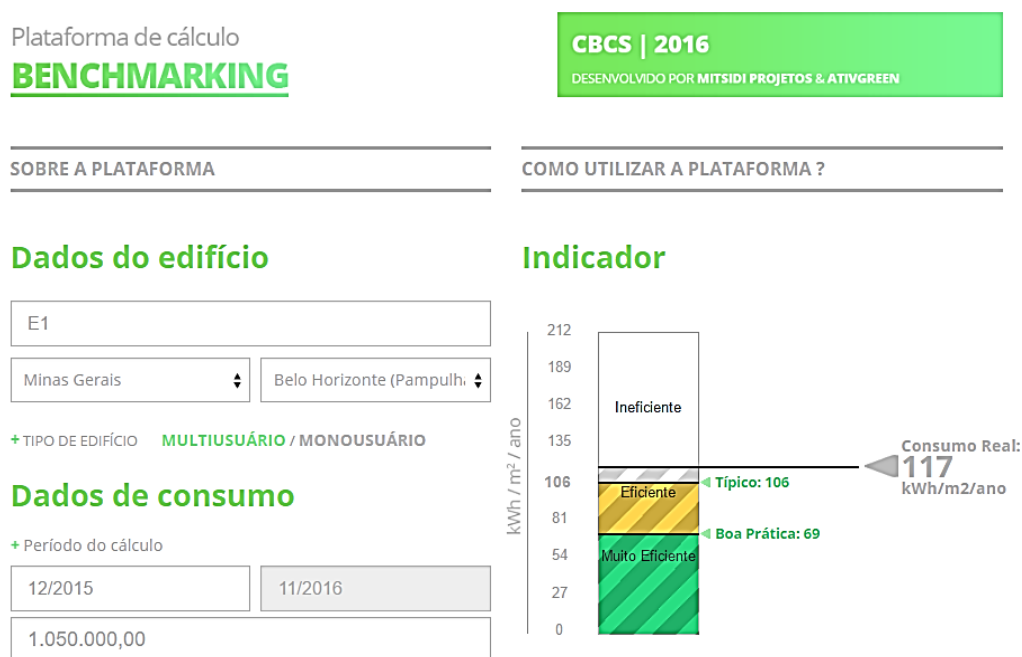 Plataforma de cálculo
BENCHMARKING
CBCS | 2016
DESENVOLVIDO POR MITSIDI PROJETOS & ATIVGREEN
SOBRE A PLATAFORMA
COMO UTILIZAR A PLATAFORMA ?
Dados do edifício
E1
Minas Gerais
Belo Horizonte (Pampulha
+ TIPO DE EDIFÍCIO MULTIUSUÁRIO / MONOUSUÁRIO
Dados de consumo
+ Período do cálculo
12/2015
11/2016
1.050.000,00
Indicador
kWh / m² / ano
212
189
162
135
106
81
54
27
0
Ineficiente
Eficiente
Muito Eficiente
Típico: 106
Boa Prática: 69
Consumo Real:
117
kWh/m2/ano